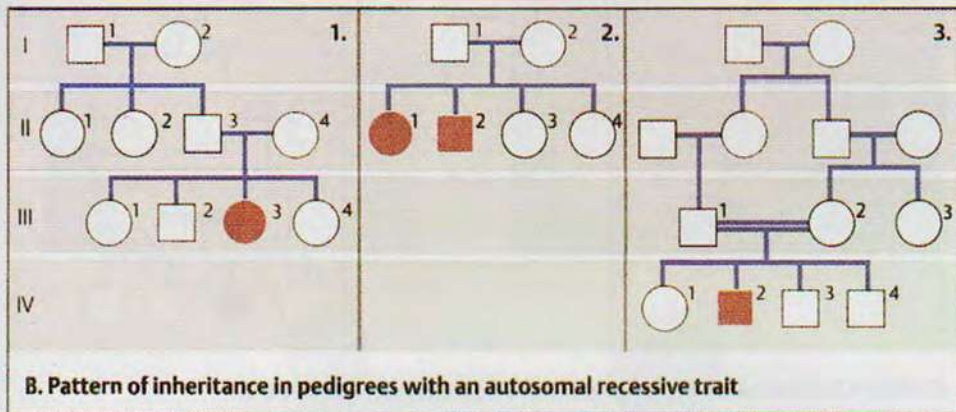 1. 2. 3.
I 1 2 1 2
II 1 2 3 4 1 2 3 4
III 1 2 3 4 1 2 3
IV 1 2 3 4
B. Pattern of inheritance in pedigrees with an autosomal recessive trait